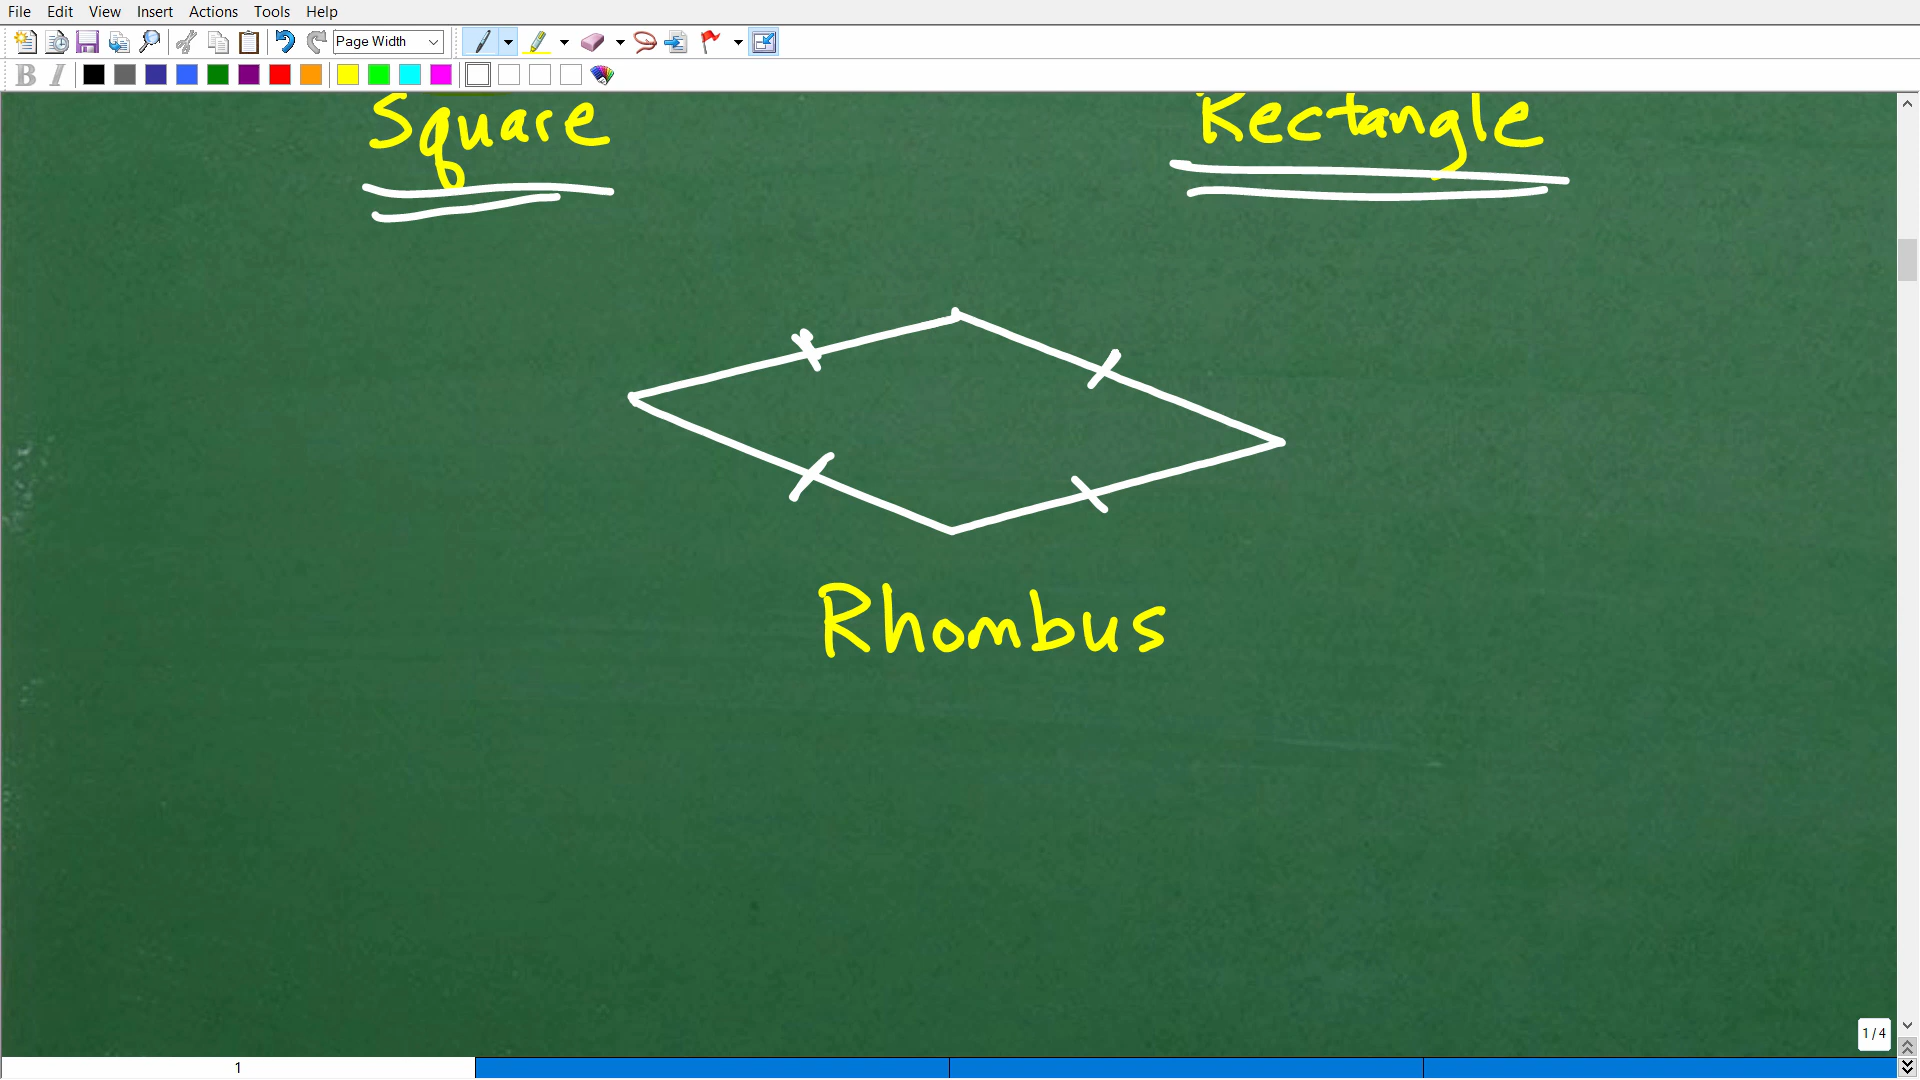 File Edit View Insert Actions Tools Help
Page Width
B I
Square Rectangle
Rhombus
1 / 4
1